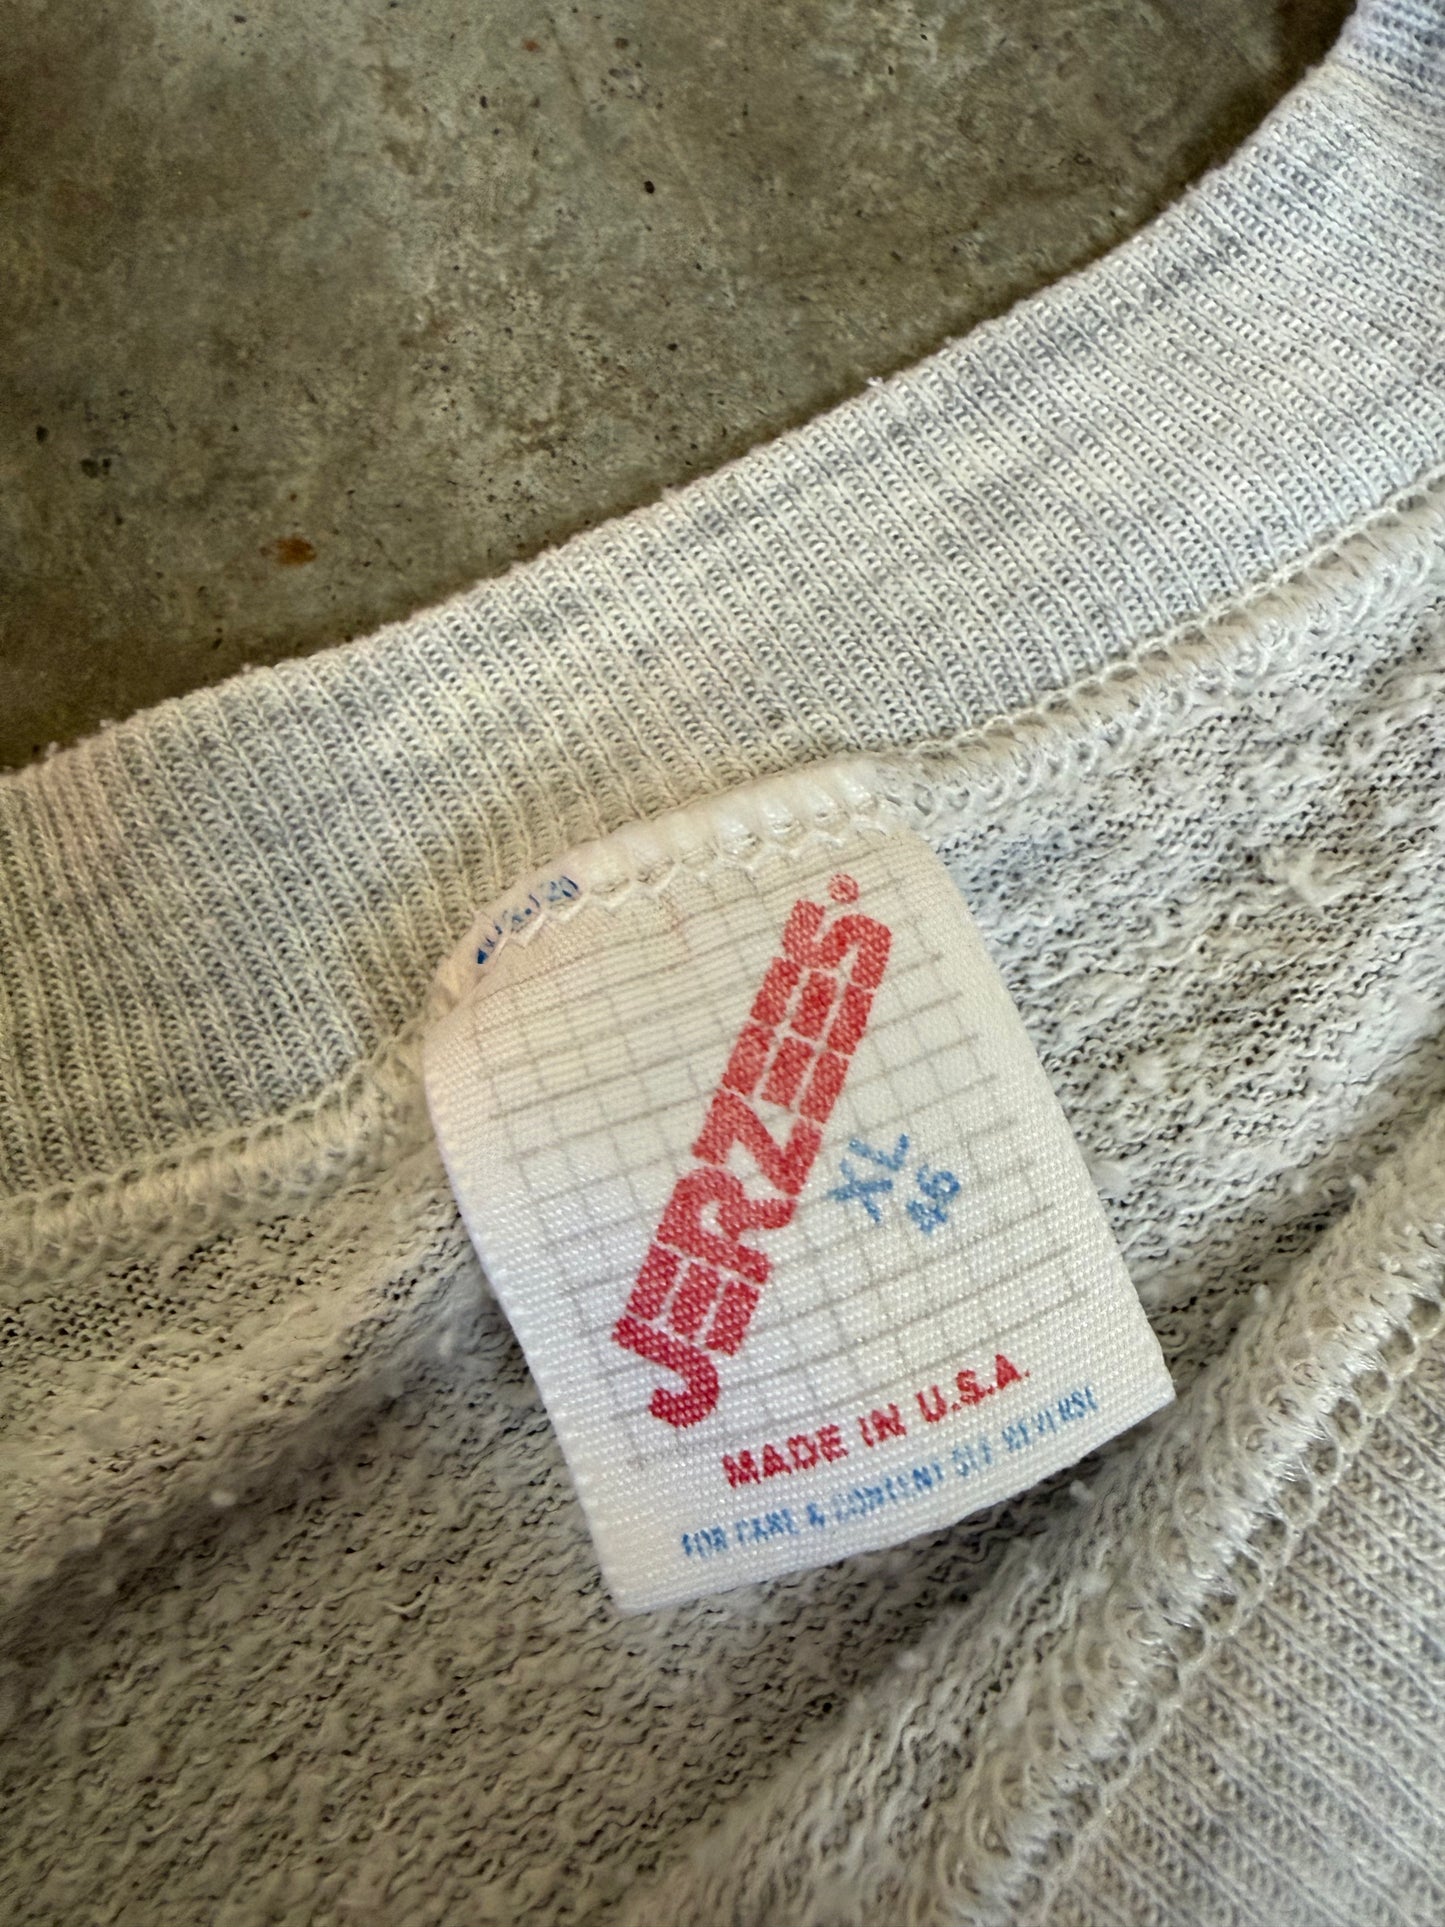 JERZEES®
XL
46
MADE IN U.S.A.
FOR CARE & CONTENT SEE REVERSE